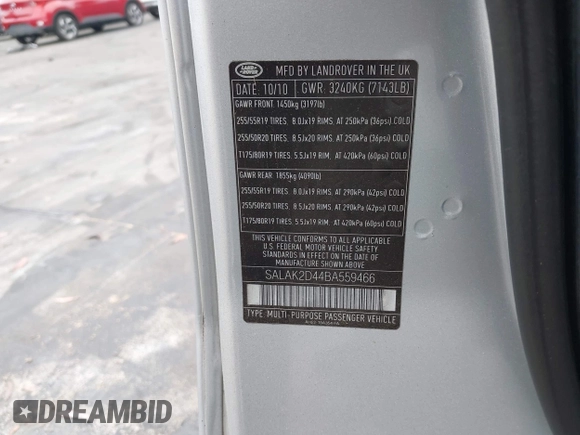 LAND ROVER
MFD BY LANDROVER IN THE UK
DATE: 10/10 GWR: 3240KG (7143LB)
GAWR FRONT: 1450kg (3197lb)
255/55R19 TIRES: 8.0Jx19 RIMS, AT 250kPa (36psi) COLD
255/50R20 TIRES: 8.5Jx20 RIMS, AT 250kPa (36psi) COLD
T175/80R19 TIRES: 5.5Jx19 RIM, AT 420kPa (60psi) COLD
GAWR REAR: 1855kg (4090lb)
255/55R19 TIRES: 8.0Jx19 RIMS, AT 290kPa (42psi) COLD
255/50R20 TIRES: 8.5Jx20 RIMS, AT 290kPa (42psi) COLD
T175/80R19 TIRES: 5.5Jx19 RIM, AT 420kPa (60psi) COLD
THIS VEHICLE CONFORMS TO ALL APPLICABLE
U.S. FEDERAL MOTOR VEHICLE SAFETY
STANDARDS IN EFFECT ON THE DATE OF
MANUFACTURE SHOWN ABOVE.
SALAK2D44BA559466
TYPE: MULTI-PURPOSE PASSENGER VEHICLE
DREAMBID